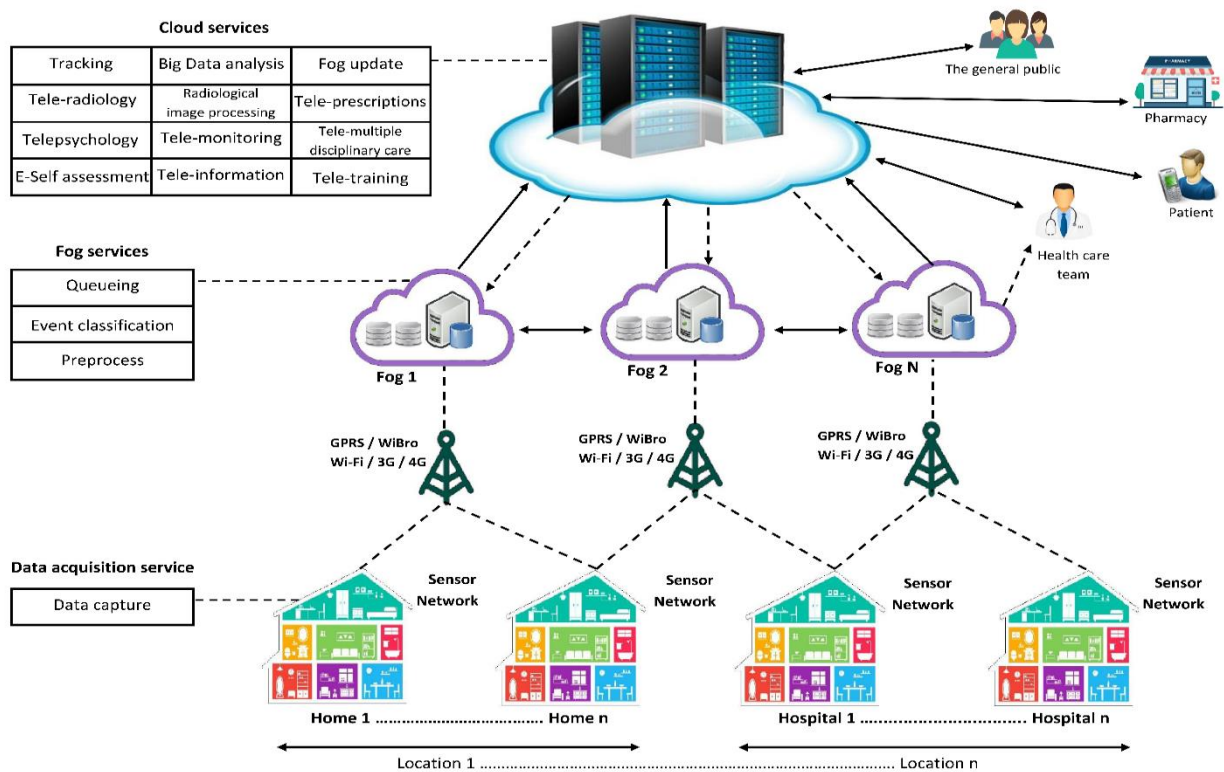 Cloud services
Tracking
Big Data analysis
Fog update
Tele-radiology
Radiological
image processing
Tele-prescriptions
Telepsychology
Tele-monitoring
Tele-multiple
disciplinary care
E-Self assessment
Tele-information
Tele-training
The general public
PHARMACY
Pharmacy
Patient
Health care
team
Fog services
Queueing
Event classification
Preprocess
Fog 1
Fog 2
Fog N
GPRS / WiBro
Wi-Fi / 3G / 4G
GPRS / WiBro
Wi-Fi / 3G / 4G
GPRS / WiBro
Wi-Fi / 3G / 4G
Data acquisition service
Data capture
Sensor
Network
Sensor
Network
Sensor
Network
Sensor
Network
Home 1 ................................ Home n
Hospital 1 ................................ Hospital n
Location 1 ................................................................................ Location n